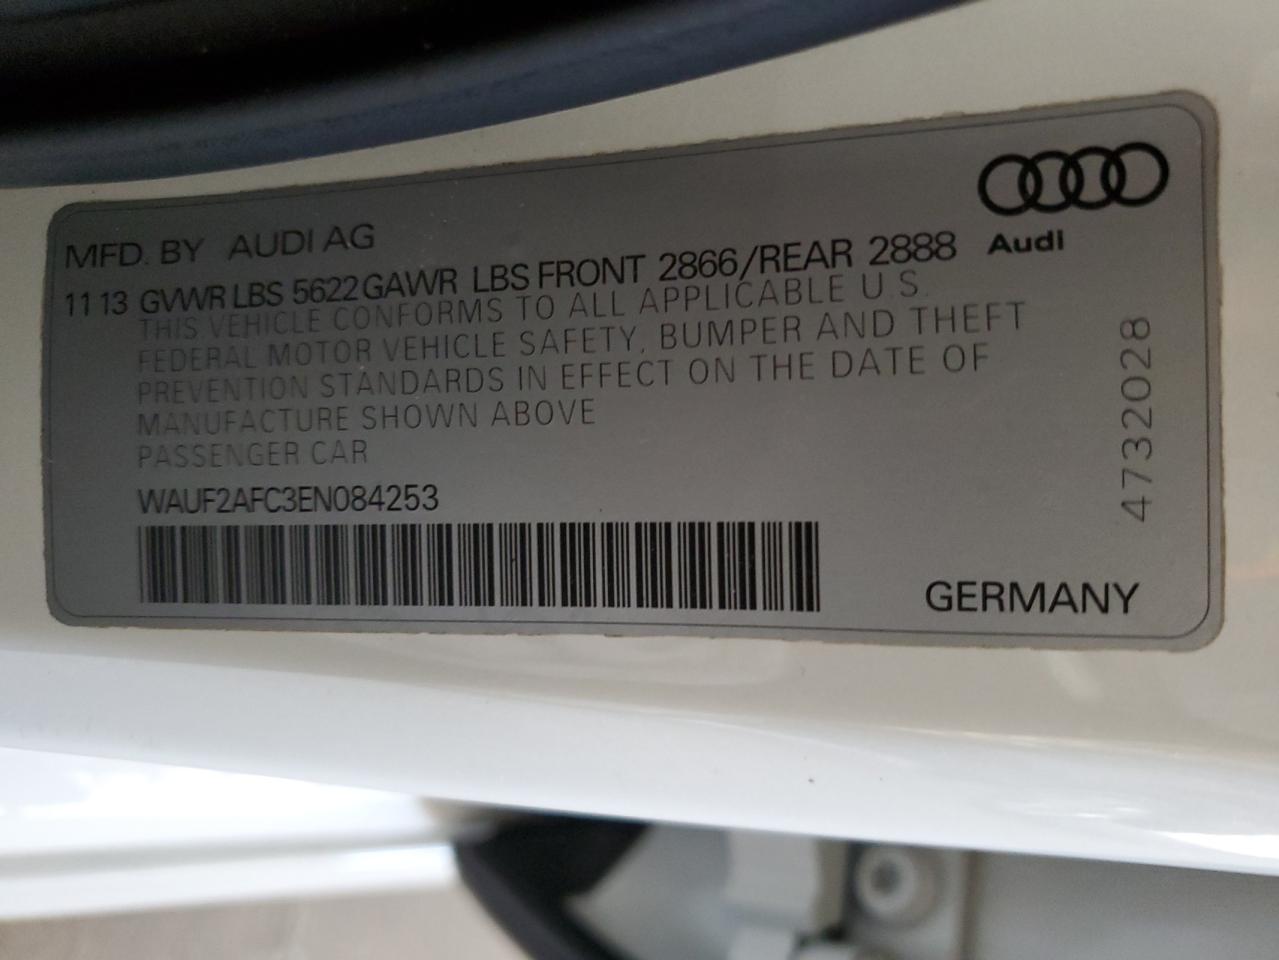 MFD. BY AUDI AG
Audi
11 13 GVWR LBS 5622 GAWR LBS FRONT 2866/REAR 2888
THIS VEHICLE CONFORMS TO ALL APPLICABLE U.S.
FEDERAL MOTOR VEHICLE SAFETY, BUMPER AND THEFT
PREVENTION STANDARDS IN EFFECT ON THE DATE OF
MANUFACTURE SHOWN ABOVE
PASSENGER CAR
WAUF2AFC3EN084253
4732028
GERMANY